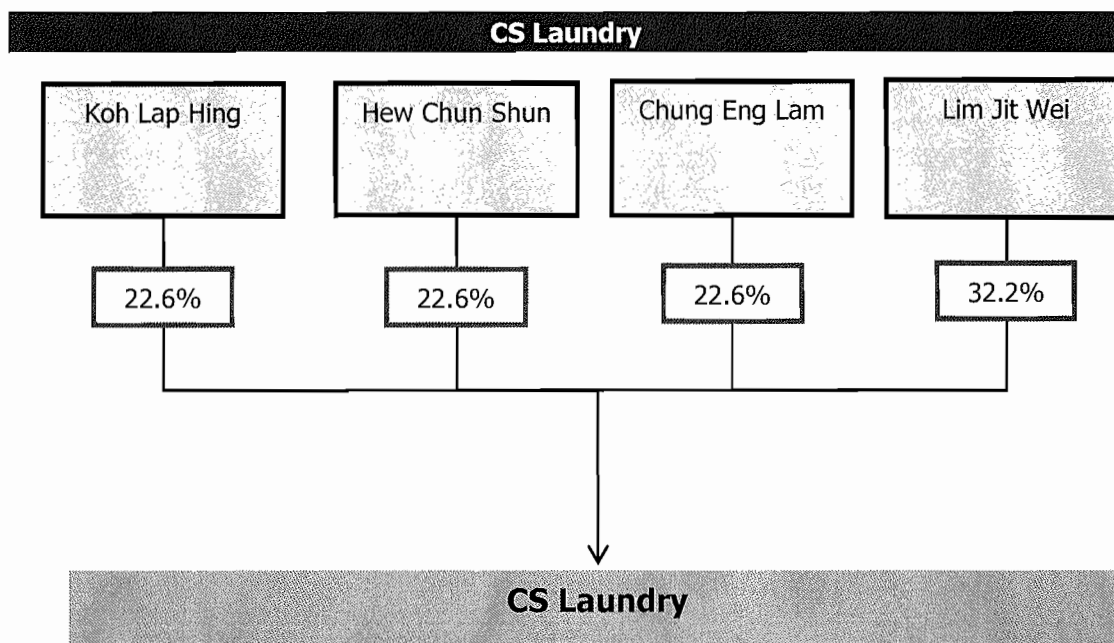 CS Laundry
Koh Lap Hing
Hew Chun Shun
Chung Eng Lam
Lim Jit Wei
22.6%
22.6%
22.6%
32.2%
CS Laundry